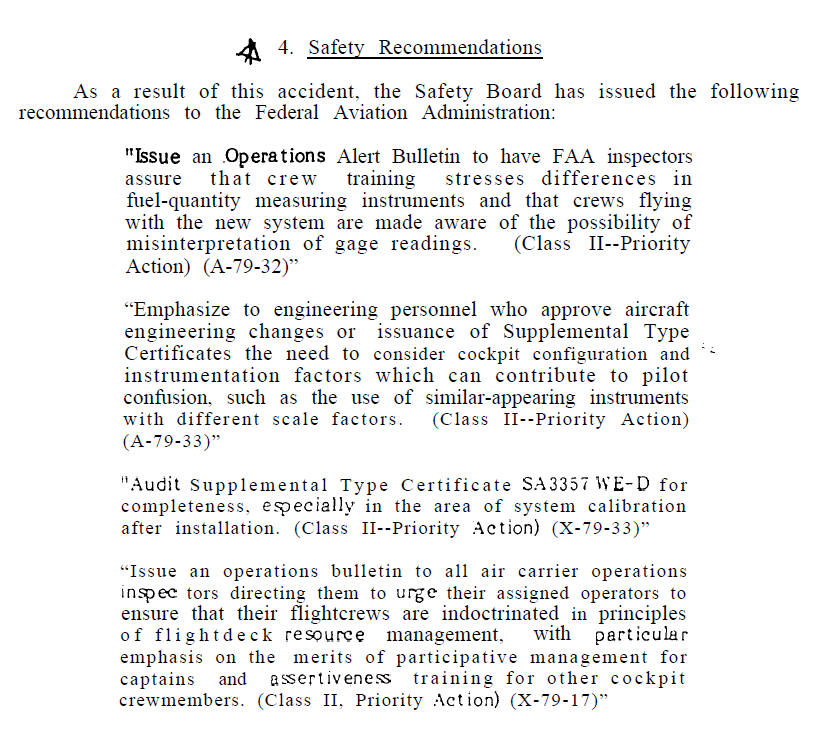 4. Safety Recommendations
As a result of this accident, the Safety Board has issued the following
recommendations to the Federal Aviation Administration:
"Issue an Operations Alert Bulletin to have FAA inspectors
assure that crew training stresses differences in
fuel-quantity measuring instruments and that crews flying
with the new system are made aware of the possibility of
misinterpretation of gage readings. (Class II--Priority
Action) (A-79-32)”
“Emphasize to engineering personnel who approve aircraft
engineering changes or issuance of Supplemental Type
Certificates the need to consider cockpit configuration and
instrumentation factors which can contribute to pilot
confusion, such as the use of similar-appearing instruments
with different scale factors. (Class II--Priority Action)
(A-79-33)”
"Audit Supplemental Type Certificate SA3357 WE-D for
completeness, especially in the area of system calibration
after installation. (Class II--Priority Action) (X-79-33)”
“Issue an operations bulletin to all air carrier operations
inspec tors directing them to urge their assigned operators to
ensure that their flightcrews are indoctrinated in principles
of flightdeck resource management, with particular
emphasis on the merits of participative management for
captains and assertiveness training for other cockpit
crewmembers. (Class II, Priority Action) (X-79-17)”